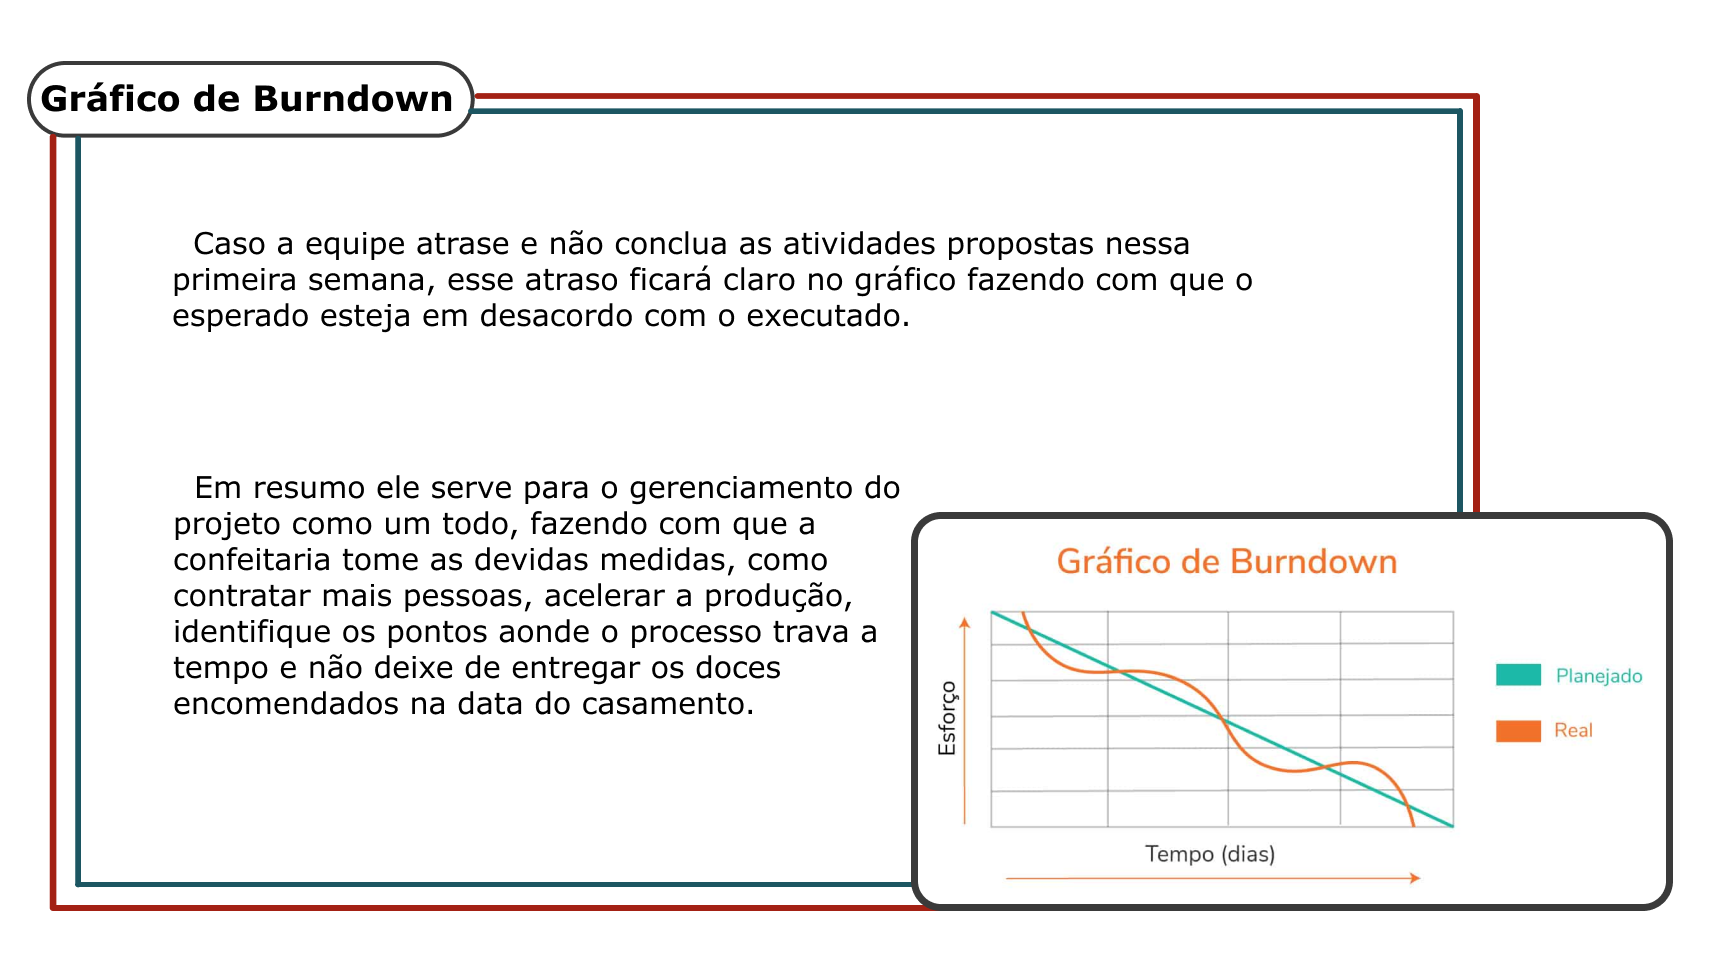 Gráfico de Burndown
Caso a equipe atrase e não conclua as atividades propostas nessa
primeira semana, esse atraso ficará claro no gráfico fazendo com que o
esperado esteja em desacordo com o executado.
Em resumo ele serve para o gerenciamento do
projeto como um todo, fazendo com que a
confeitaria tome as devidas medidas, como
contratar mais pessoas, acelerar a produção,
identifique os pontos aonde o processo trava a
tempo e não deixe de entregar os doces
encomendados na data do casamento.
Gráfico de Burndown
Esforço
Planejado
Real
Tempo (dias)